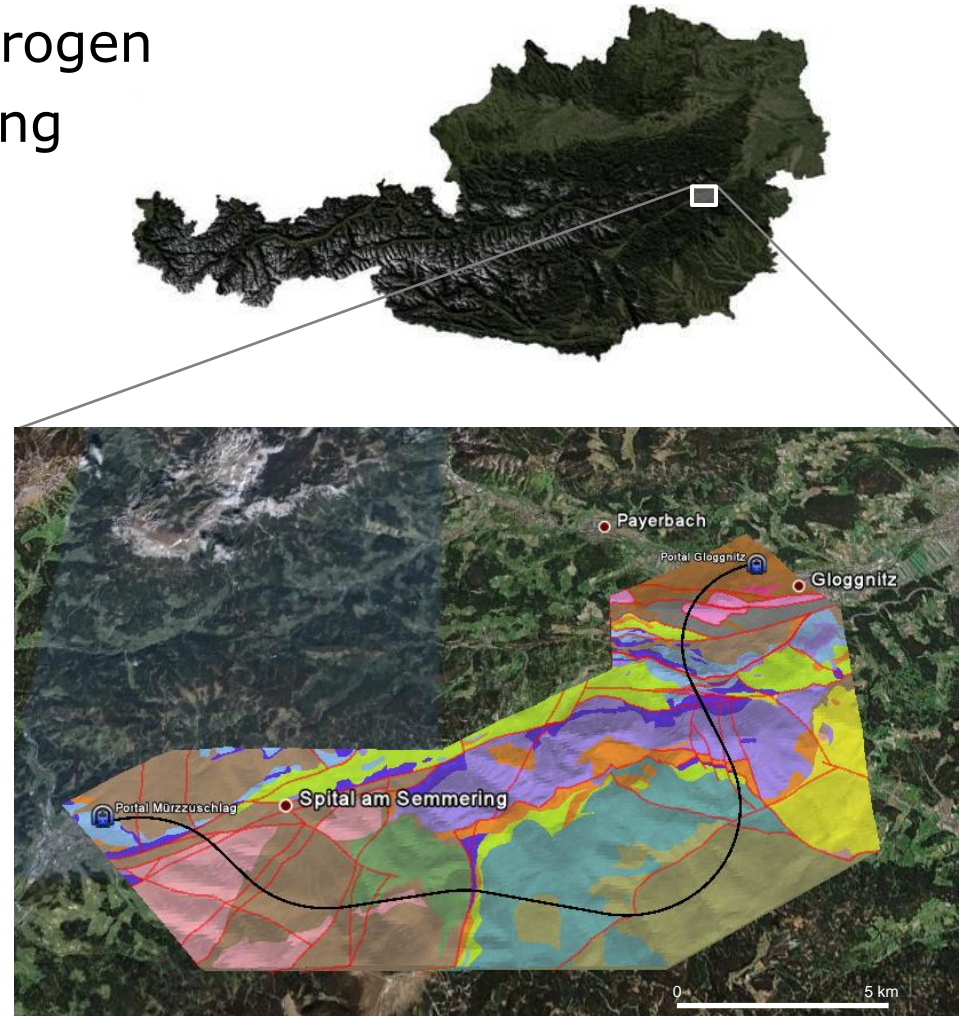 rogen
ng
Payerbach
Portal Gloggnitz
Gloggnitz
Spital am Semmering
Portal Mürzzuschlag
0 5 km